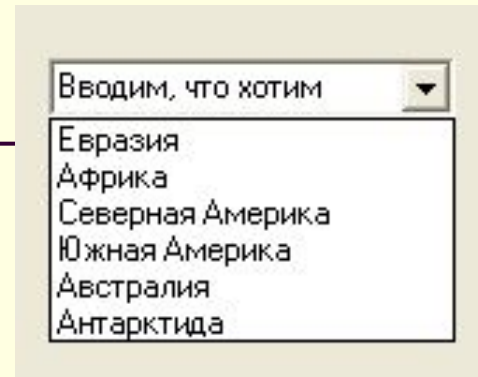 Вводим, что хотим
Евразия
Африка
Северная Америка
Южная Америка
Австралия
Антарктида